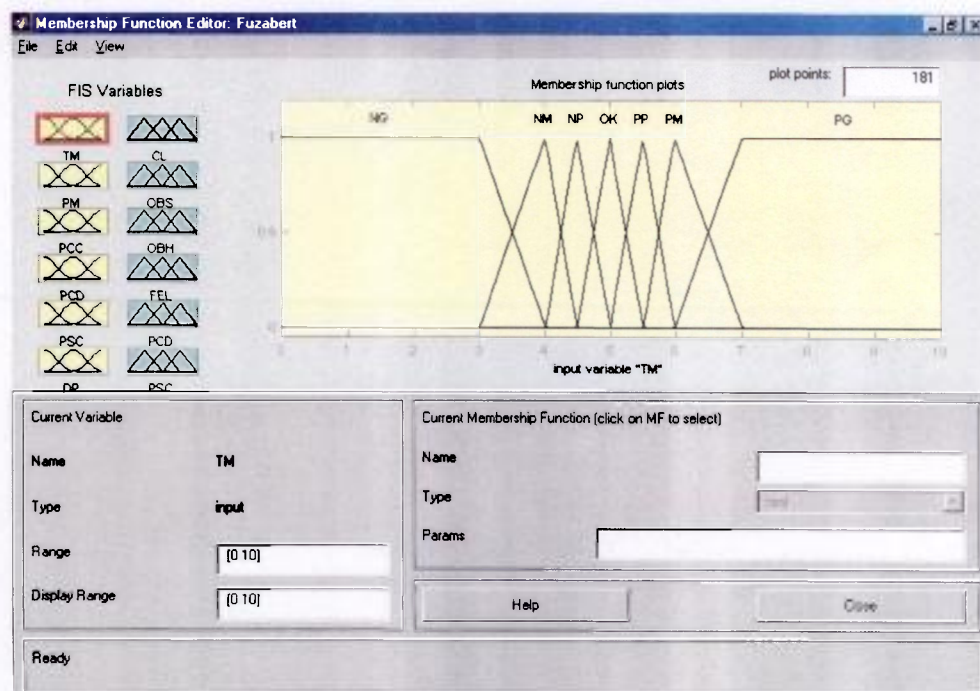 Membership Function Editor: Fuzabert
File Edit View
FIS Variables
Membership function plots
plot points: 181
TM CL
PM OBS
PCC OBH
PCD FEL
PSC PCD
DP PSC
NG NM NP OK PP PM PG
1
0.5
0
0 1 2 3 4 5 6 7 8 9 10
input variable "TM"
Current Variable
Name TM
Type input
Range [0 10]
Display Range [0 10]
Current Membership Function (click on MF to select)
Name
Type
Params
Help Close
Ready